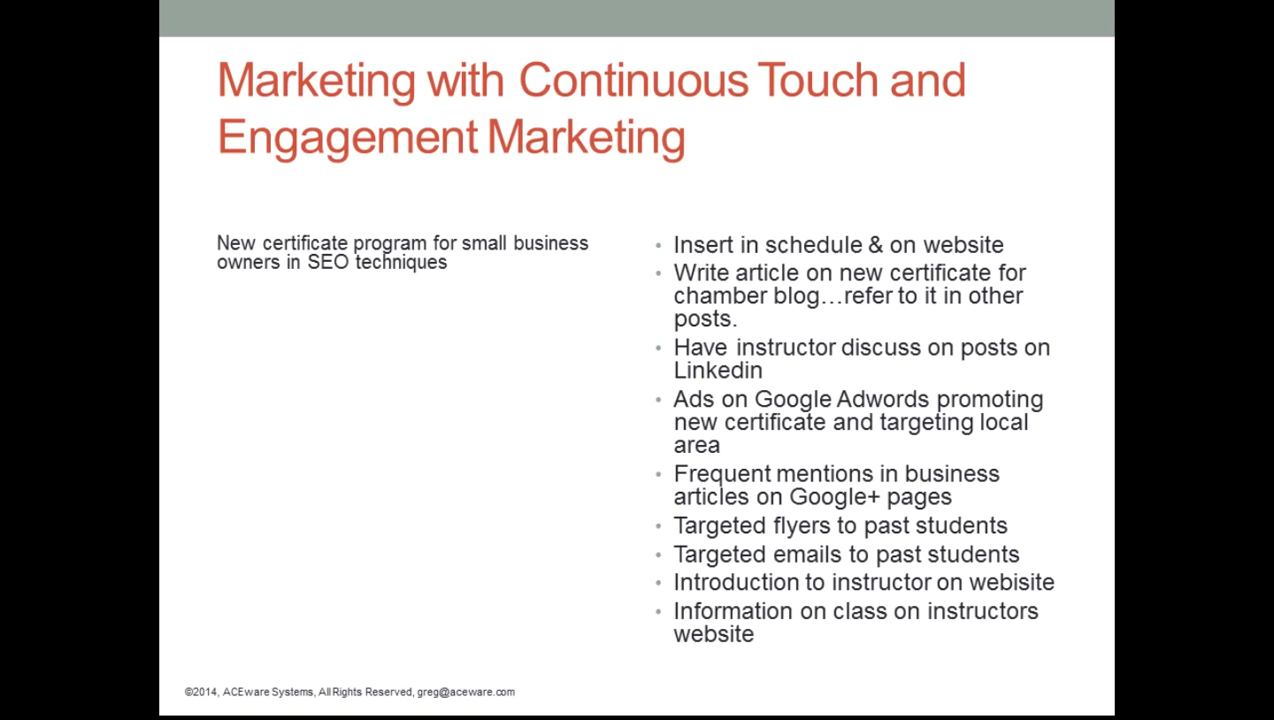 Marketing with Continuous Touch and
Engagement Marketing
New certificate program for small business
owners in SEO techniques
• Insert in schedule & on website
• Write article on new certificate for
chamber blog…refer to it in other
posts.
• Have instructor discuss on posts on
Linkedin
• Ads on Google Adwords promoting
new certificate and targeting local
area
• Frequent mentions in business
articles on Google+ pages
• Targeted flyers to past students
• Targeted emails to past students
• Introduction to instructor on webisite
• Information on class on instructors
website
©2014, ACEware Systems, All Rights Reserved, greg@aceware.com